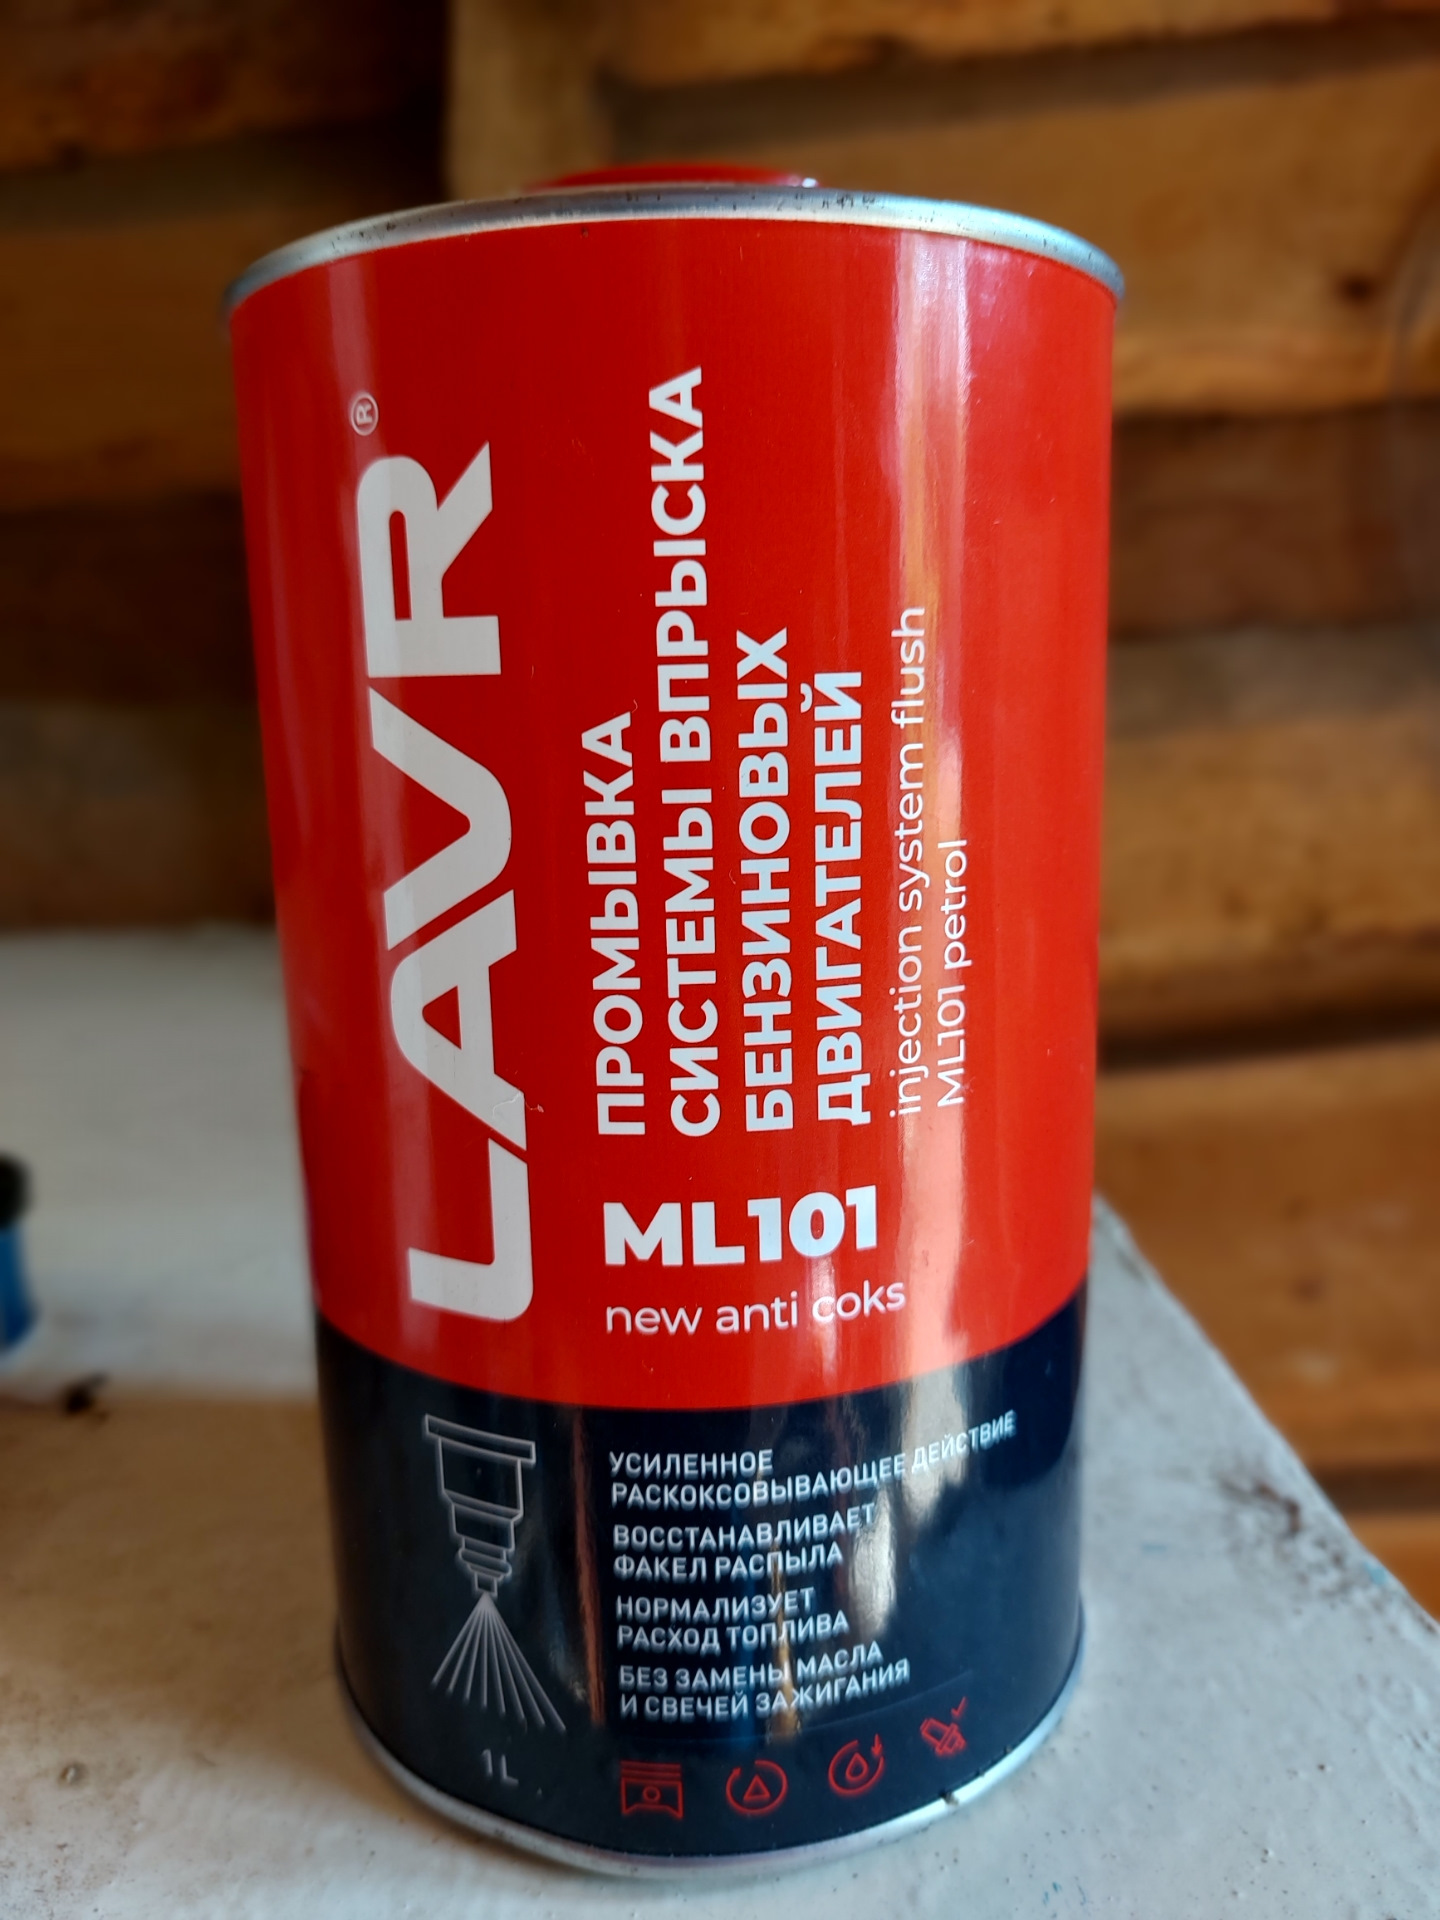 LAVR®
ПРОМЫВКА
СИСТЕМЫ ВПРЫСКА
БЕНЗИНОВЫХ
ДВИГАТЕЛЕЙ
injection system flush
ML101 petrol
ML101
new anti coks
УСИЛЕННОЕ
РАСКОКСОВЫВАЮЩЕЕ ДЕЙСТВИЕ
ВОССТАНАВЛИВАЕТ
ФАКЕЛ РАСПЫЛА
НОРМАЛИЗУЕТ
РАСХОД ТОПЛИВА
БЕЗ ЗАМЕНЫ МАСЛА
И СВЕЧЕЙ ЗАЖИГАНИЯ
1L